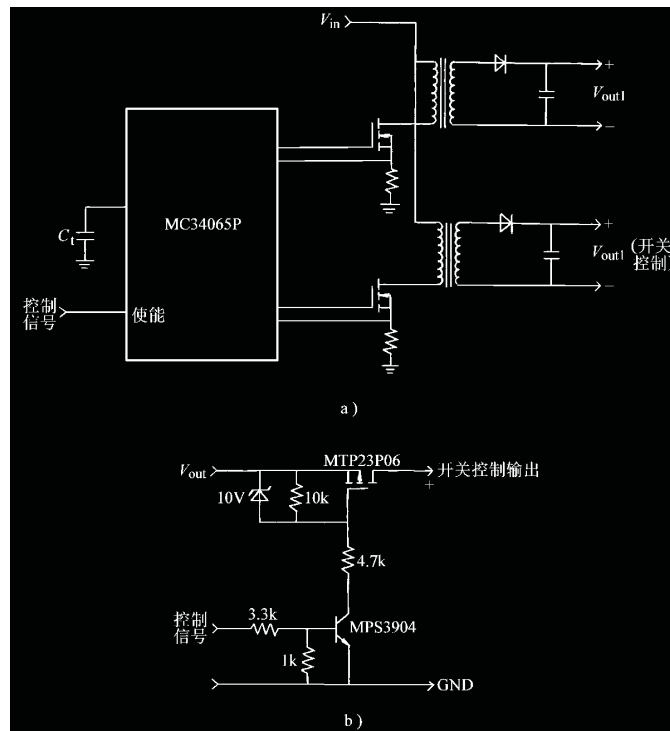 Vin
+
Vout1
−
MC34065P
Ct
+
Vout1 (开关
控制)
−
控制
信号
使能
a )
MTP23P06
Vout
开关控制输出
+
10V
10k
4.7k
控制
信号
3.3k
MPS3904
1k
GND
b )